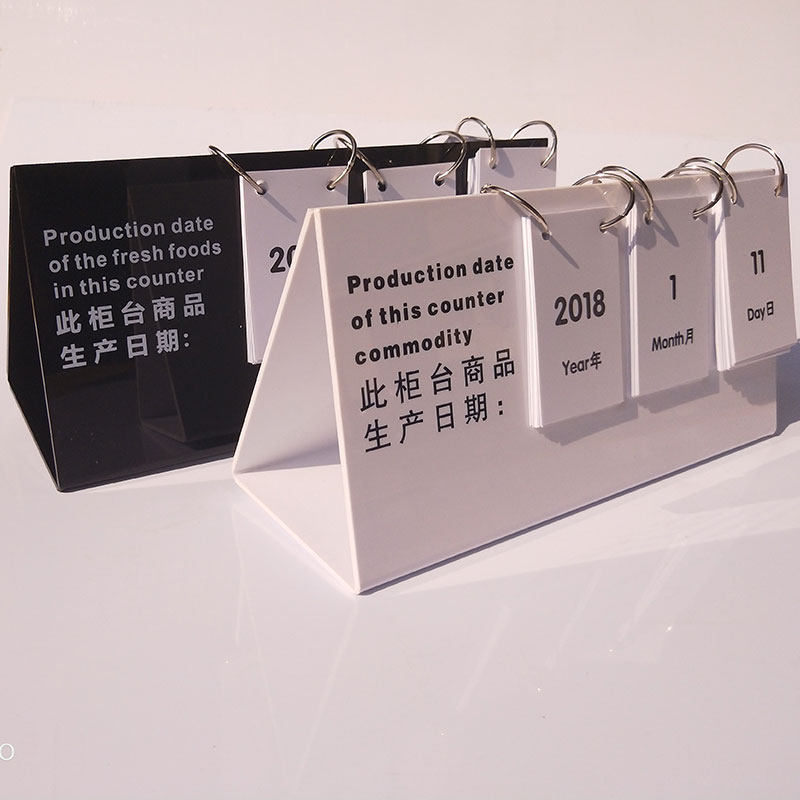 Production date
of the fresh foods
in this counter
此柜台商品
生产日期:
Production date
of this counter
commodity
此柜台商品
生产日期:
2018
Year年
1
Month月
11
Day日